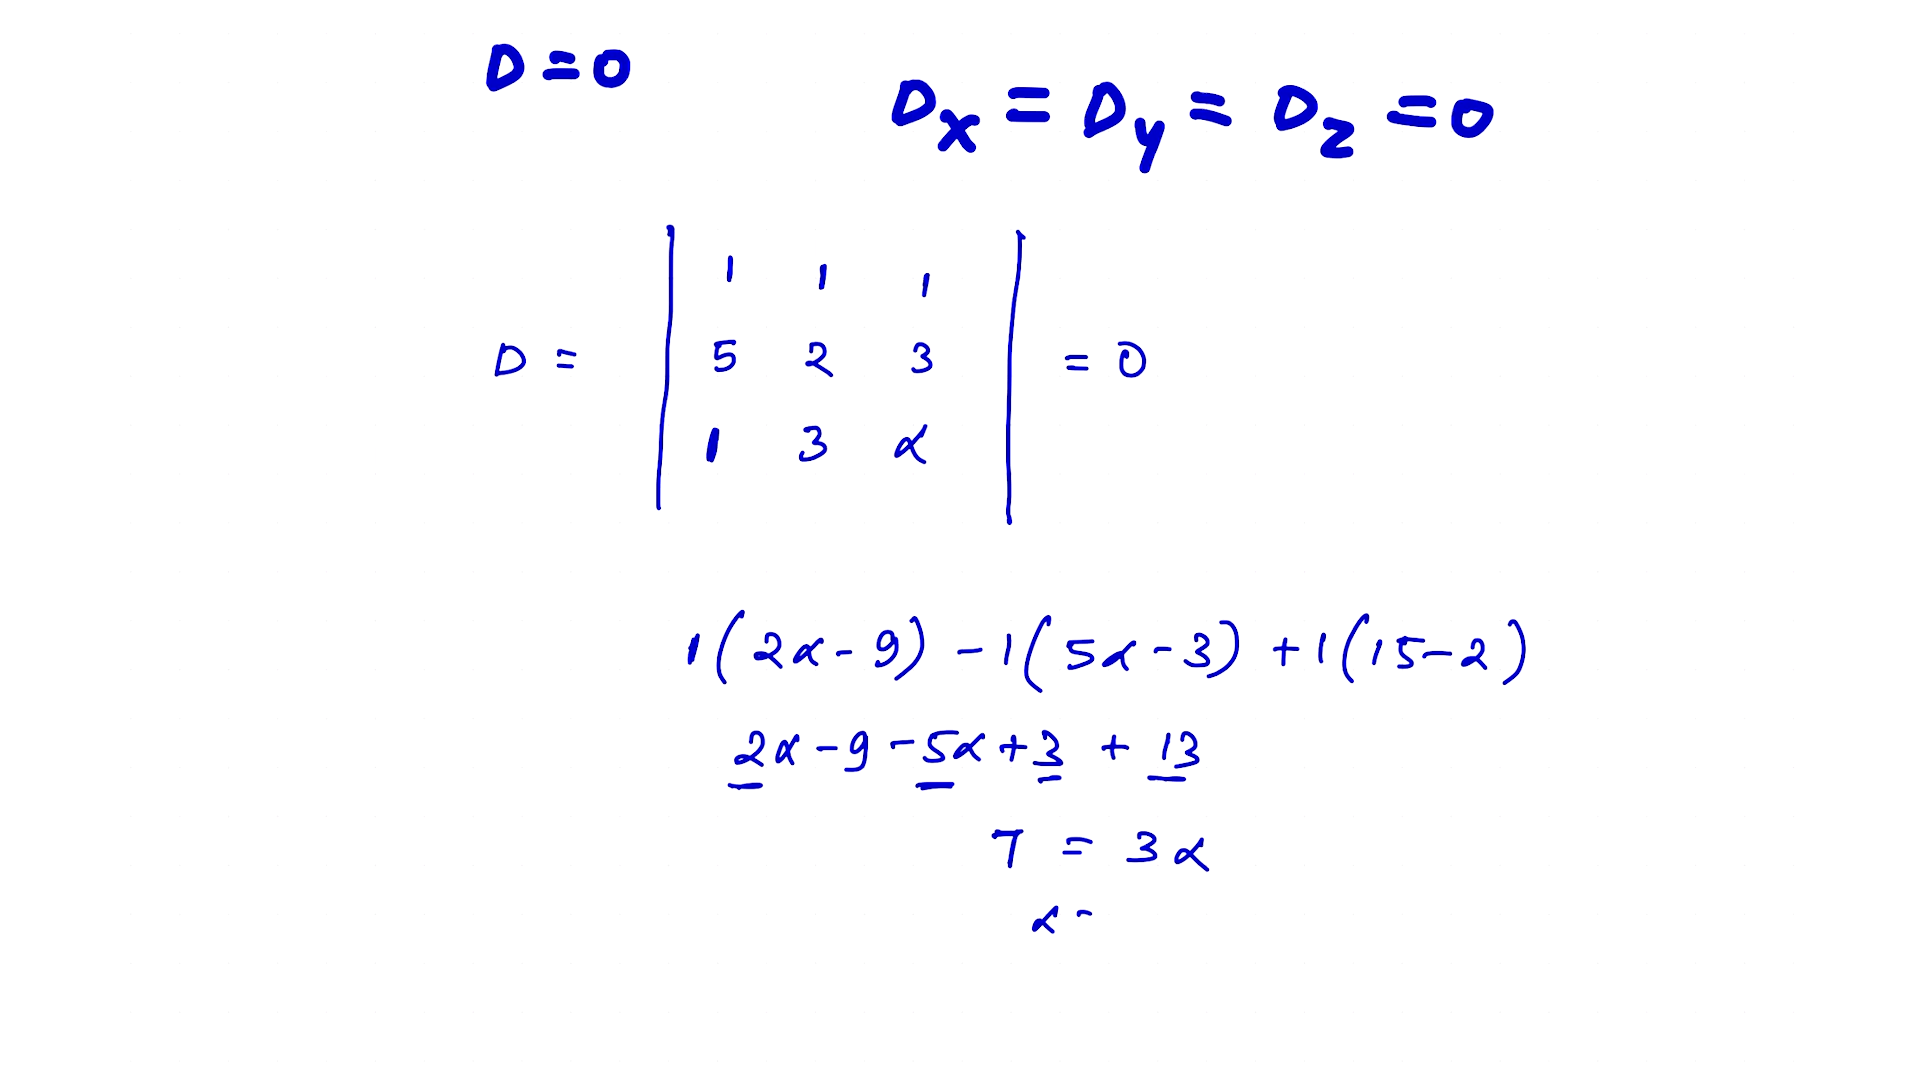 D = 0
Dx = Dy = Dz = 0
1 1 1
D = 5 2 3 = 0
1 3 α
1(2α - 9) - 1(5α - 3) + 1(15 - 2)
2α - 9 - 5α + 3 + 13
7 = 3α
α -